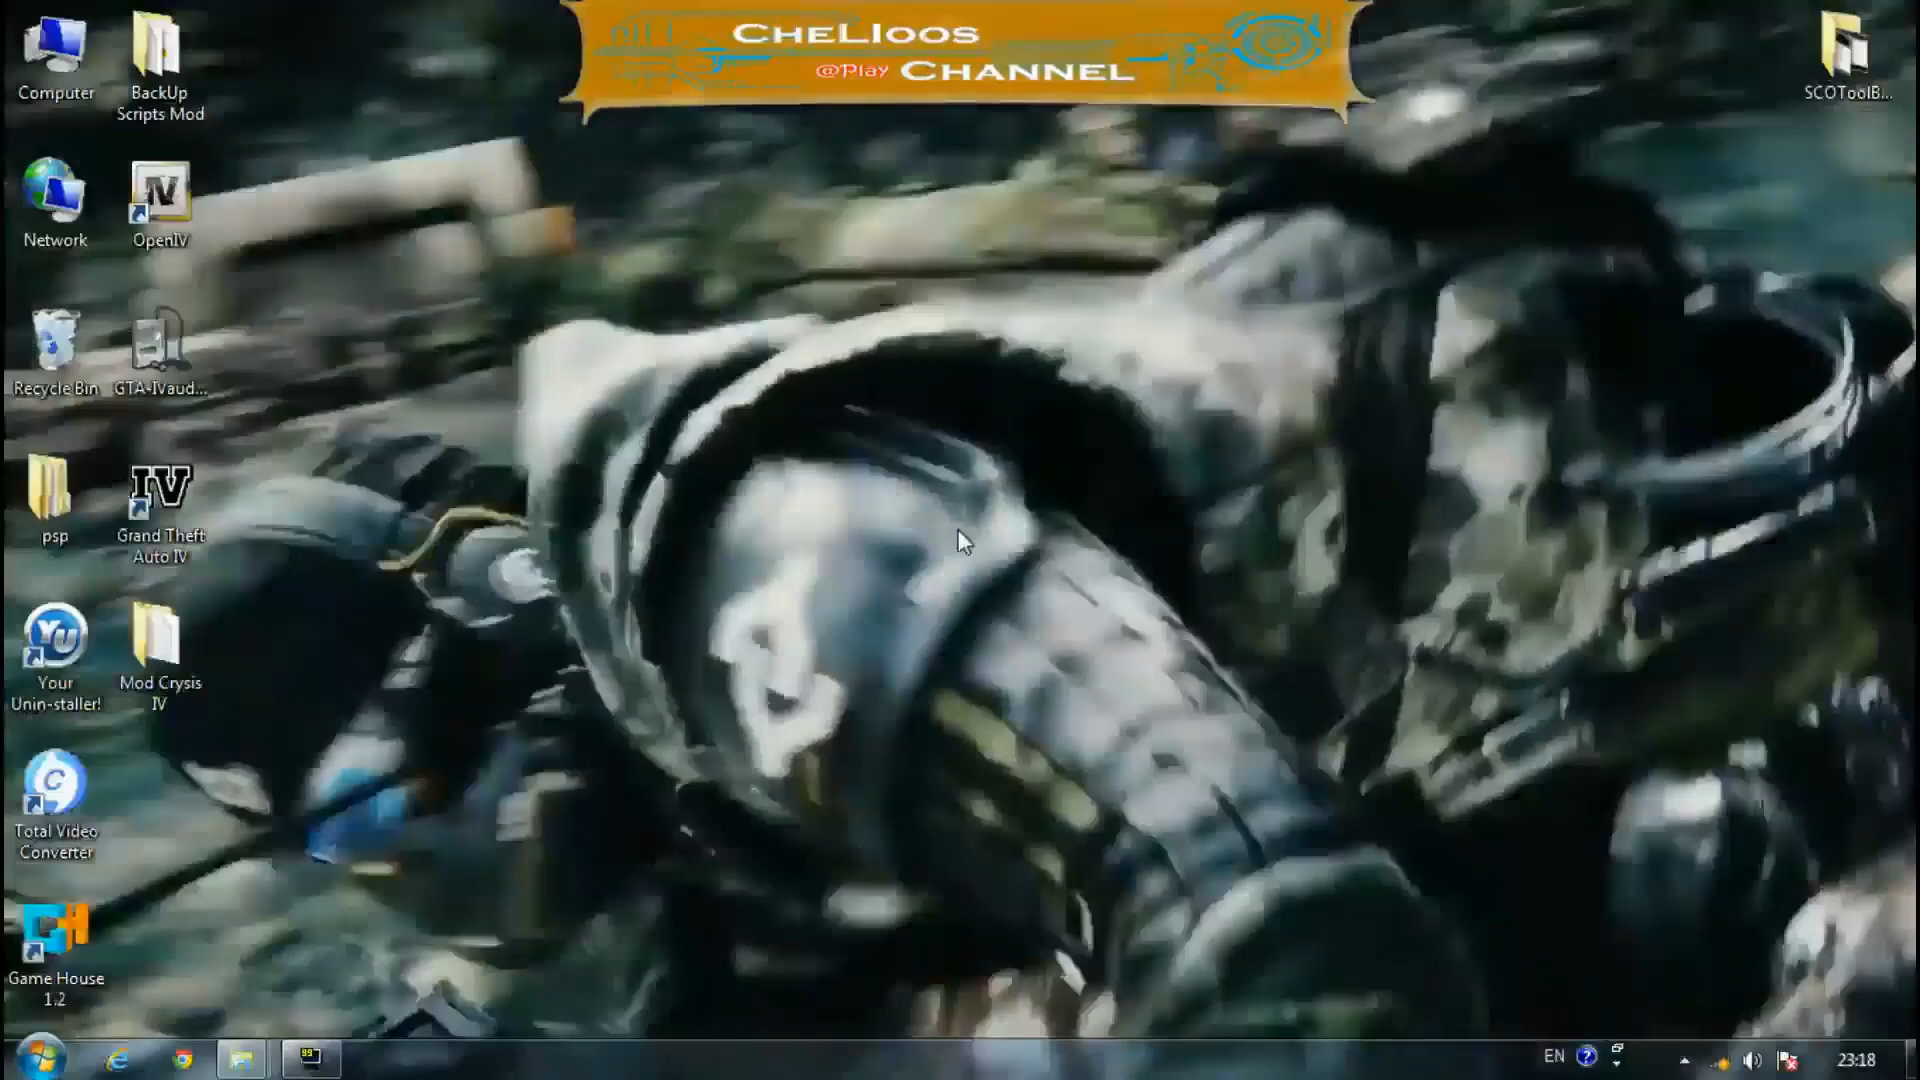 CHELIOOS
@Play CHANNEL
Computer
BackUp
Scripts Mod
SCOToolB...
Network
OpenIV
Recycle Bin
GTA-IVaud...
psp
Grand Theft
Auto IV
Your
Unin-staller!
Mod Crysis
IV
Total Video
Converter
Game House
1.2
99
EN
23:18